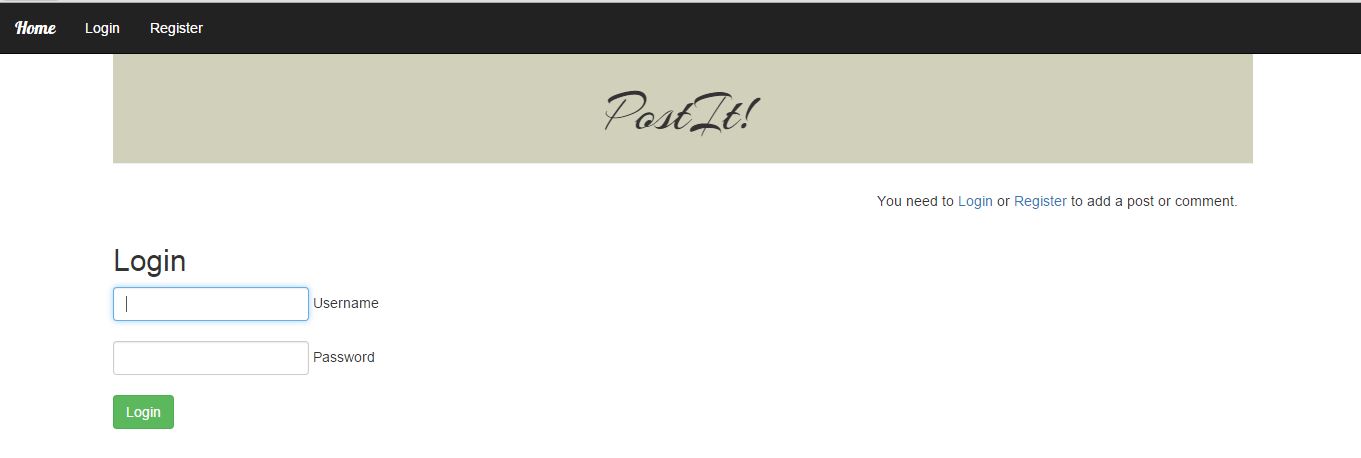 Home Login Register
PostIt!
You need to Login or Register to add a post or comment.
Login
Username
Password
Login